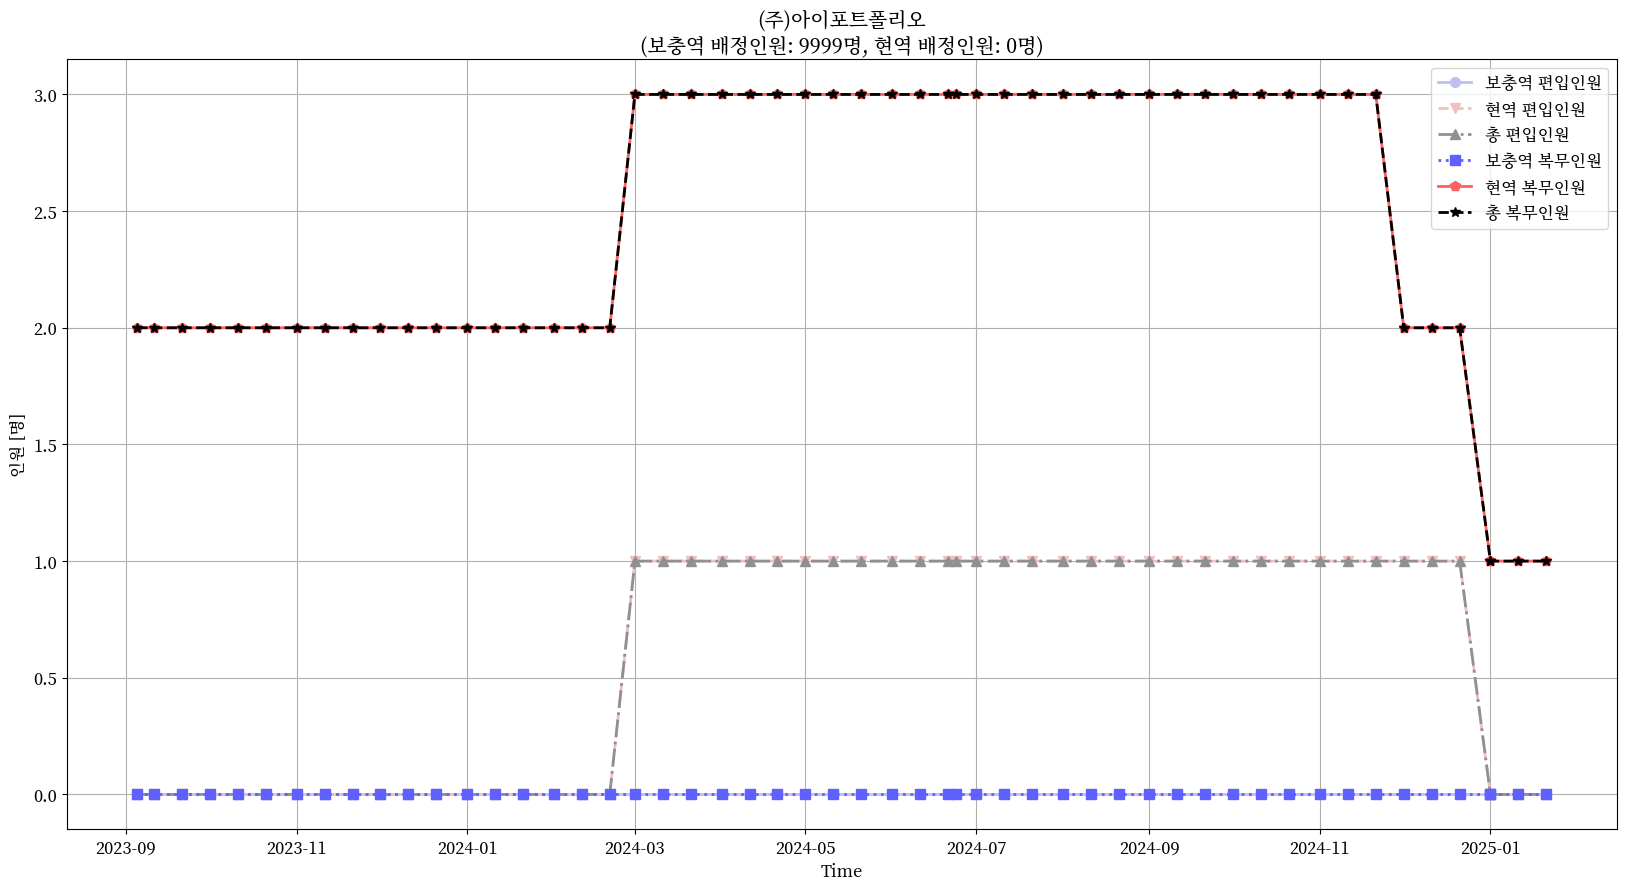 (주)아이포트폴리오
(보충역 배정인원: 9999명, 현역 배정인원: 0명)
보충역 편입인원
현역 편입인원
총 편입인원
보충역 복무인원
현역 복무인원
총 복무인원
3.0
2.5
2.0
1.5
1.0
0.5
0.0
인원 [명]
2023-09
2023-11
2024-01
2024-03
2024-05
2024-07
2024-09
2024-11
2025-01
Time